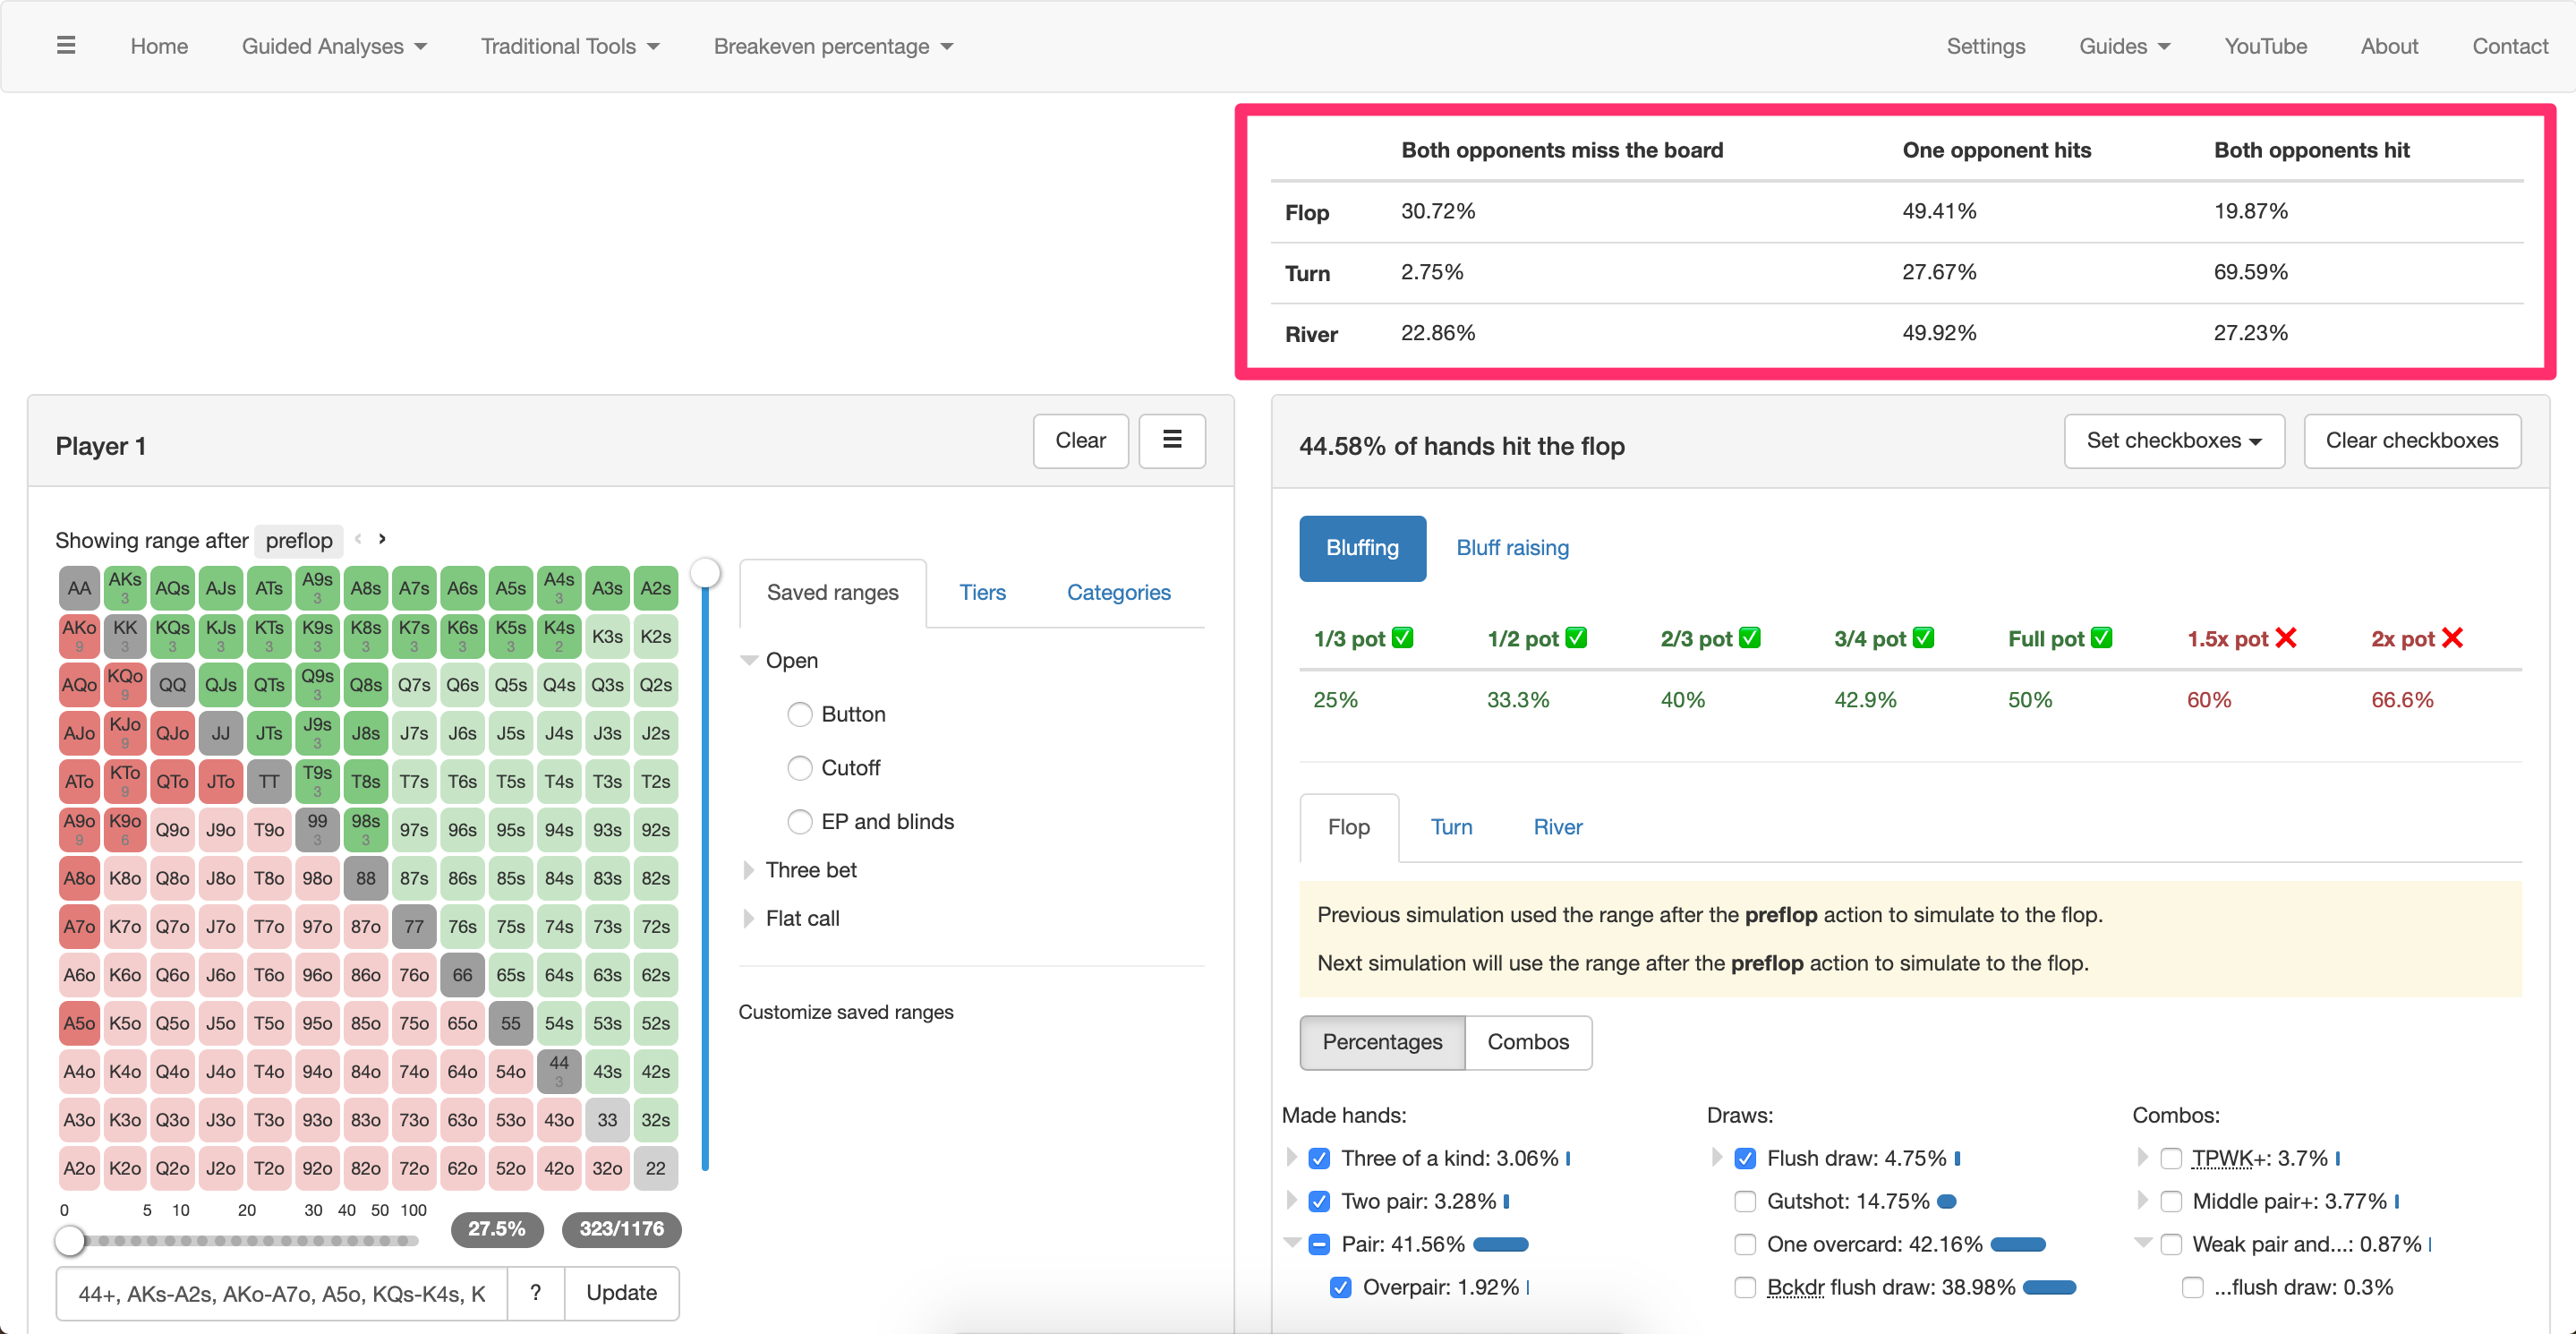 ☰ Home Guided Analyses Traditional Tools Breakeven percentage Settings Guides YouTube About Contact
Both opponents miss the board One opponent hits Both opponents hit
Flop 30.72% 49.41% 19.87%
Turn 2.75% 27.67% 69.59%
River 22.86% 49.92% 27.23%
Player 1 Clear ☰
44.58% of hands hit the flop Set checkboxes Clear checkboxes
Showing range after preflop ‹ ›
AA AKs 3 AQs AJs ATs A9s 3 A8s A7s A6s A5s A4s 3 A3s A2s
AKo 9 KK 3 KQs 3 KJs 3 KTs 3 K9s 3 K8s 3 K7s 3 K6s 3 K5s 3 K4s 2 K3s K2s
AQo KQo 9 QQ QJs QTs Q9s 3 Q8s Q7s Q6s Q5s Q4s Q3s Q2s
AJo KJo 9 QJo JJ JTs J9s 3 J8s J7s J6s J5s J4s J3s J2s
ATo KTo 9 QTo JTo TT T9s 3 T8s T7s T6s T5s T4s T3s T2s
A9o 9 K9o 6 Q9o J9o T9o 99 3 98s 3 97s 96s 95s 94s 93s 92s
A8o K8o Q8o J8o T8o 98o 88 87s 86s 85s 84s 83s 82s
A7o K7o Q7o J7o T7o 97o 87o 77 76s 75s 74s 73s 72s
A6o K6o Q6o J6o T6o 96o 86o 76o 66 65s 64s 63s 62s
A5o K5o Q5o J5o T5o 95o 85o 75o 65o 55 54s 53s 52s
A4o K4o Q4o J4o T4o 94o 84o 74o 64o 54o 44 3 43s 42s
A3o K3o Q3o J3o T3o 93o 83o 73o 63o 53o 43o 33 32s
A2o K2o Q2o J2o T2o 92o 82o 72o 62o 52o 42o 32o 22
0 5 10 20 30 40 50 100
27.5% 323/1176
44+, AKs-A2s, AKo-A7o, A5o, KQs-K4s, K ? Update
Saved ranges Tiers Categories
Open
Button
Cutoff
EP and blinds
Three bet
Flat call
Customize saved ranges
Bluffing Bluff raising
1/3 pot ✅ 1/2 pot ✅ 2/3 pot ✅ 3/4 pot ✅ Full pot ✅ 1.5x pot ❌ 2x pot ❌
25% 33.3% 40% 42.9% 50% 60% 66.6%
Flop Turn River
Previous simulation used the range after the preflop action to simulate to the flop.
Next simulation will use the range after the preflop action to simulate to the flop.
Percentages Combos
Made hands:
Three of a kind: 3.06%
Two pair: 3.28%
Pair: 41.56%
Overpair: 1.92%
Draws:
Flush draw: 4.75%
Gutshot: 14.75%
One overcard: 42.16%
Bckdr flush draw: 38.98%
Combos:
TPWK+: 3.7%
Middle pair+: 3.77%
Weak pair and...: 0.87%
...flush draw: 0.3%